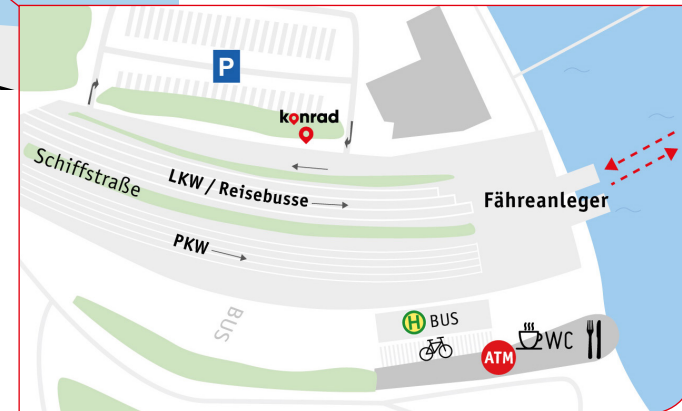 P
konrad
Schiffstraße
LKW / Reisebusse
Fähreanleger
PKW
BUS
H BUS
ATM
WC